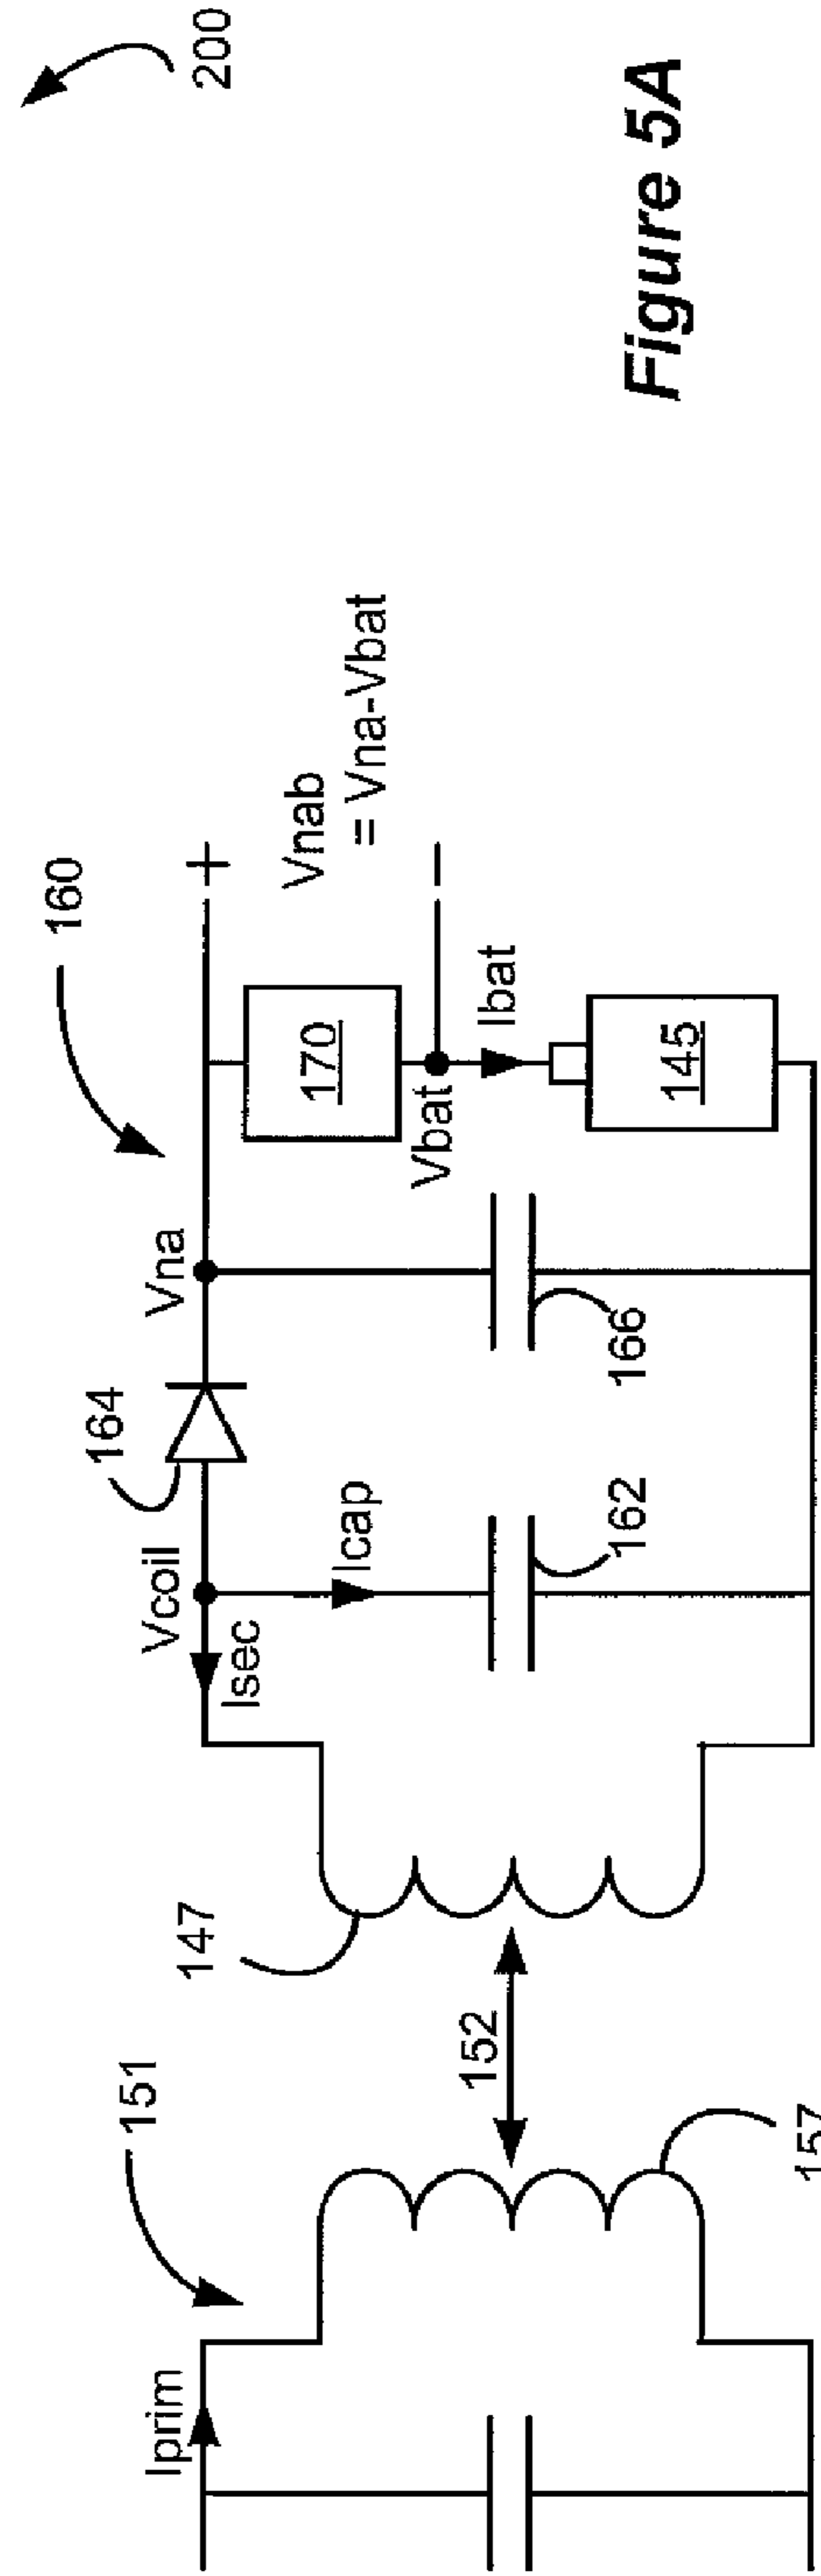 200
160
151
Iprim
157
152
147
Isec
Vcoil
Icap
162
164
Vna
166
170
Vbat
Ibat
145
+
Vnab
= Vna-Vbat
–
Figure 5A